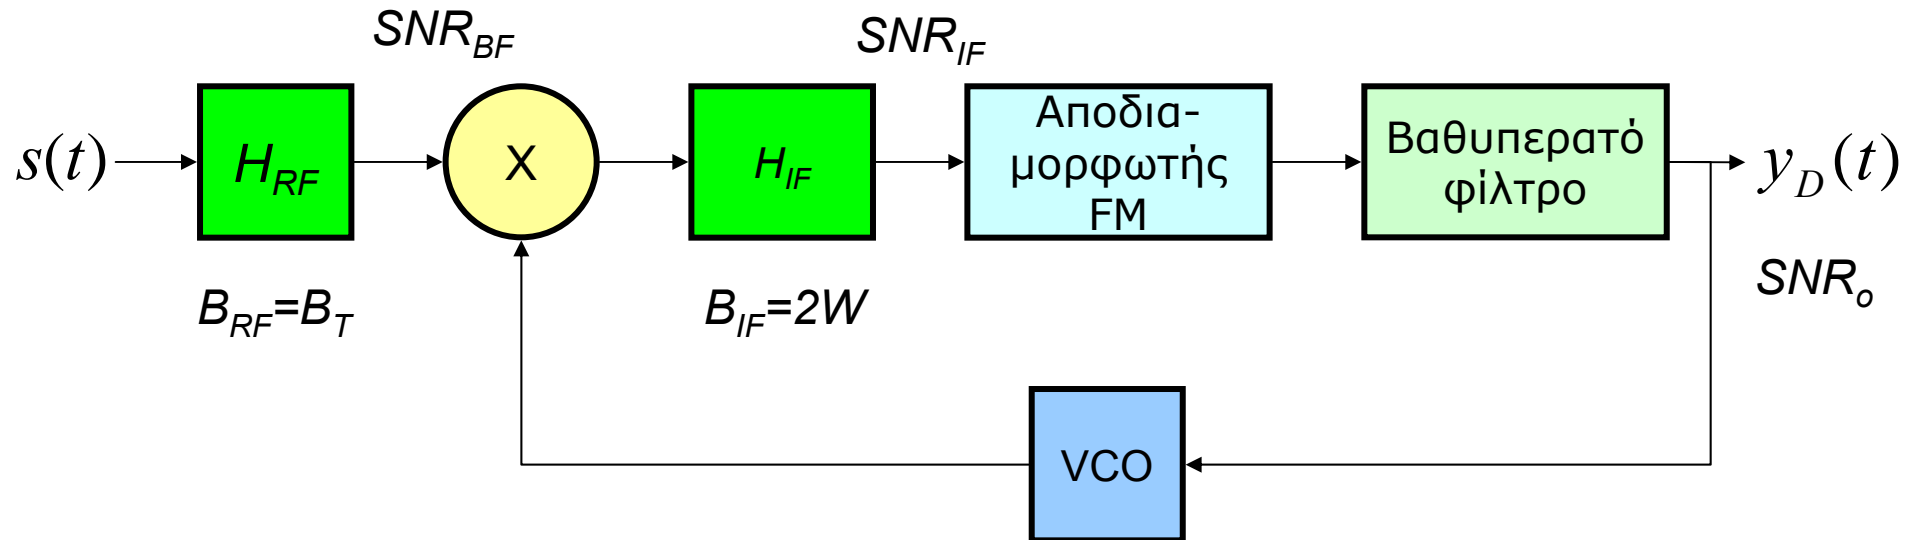 SNR_BF
SNR_IF
s(t)
H_RF
X
H_IF
Αποδια-
μορφωτής
FM
Βαθυπερατό
φίλτρο
y_D(t)
B_RF=B_T
B_IF=2W
SNR_o
VCO